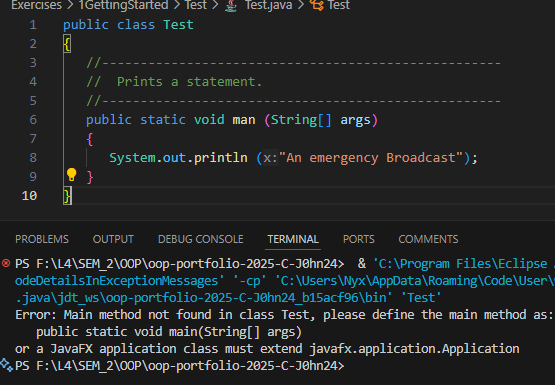 Exercises > 1GettingStarted > Test > Test.java > Test
1 public class Test
2 {
3 //-------------------------------------------------
4 // Prints a statement.
5 //-------------------------------------------------
6 public static void man (String[] args)
7 {
8 System.out.println (x:"An emergency Broadcast");
9 }
10 }
PROBLEMS OUTPUT DEBUG CONSOLE TERMINAL PORTS COMMENTS
PS F:\L4\SEM_2\OOP\oop-portfolio-2025-C-J0hn24> & 'C:\Program Files\Eclipse
odeDetailsInExceptionMessages' '-cp' 'C:\Users\Nyx\AppData\Roaming\Code\User\
.java\jdt_ws\oop-portfolio-2025-C-J0hn24_b15acf96\bin' 'Test'
Error: Main method not found in class Test, please define the main method as:
public static void main(String[] args)
or a JavaFX application class must extend javafx.application.Application
PS F:\L4\SEM_2\OOP\oop-portfolio-2025-C-J0hn24>